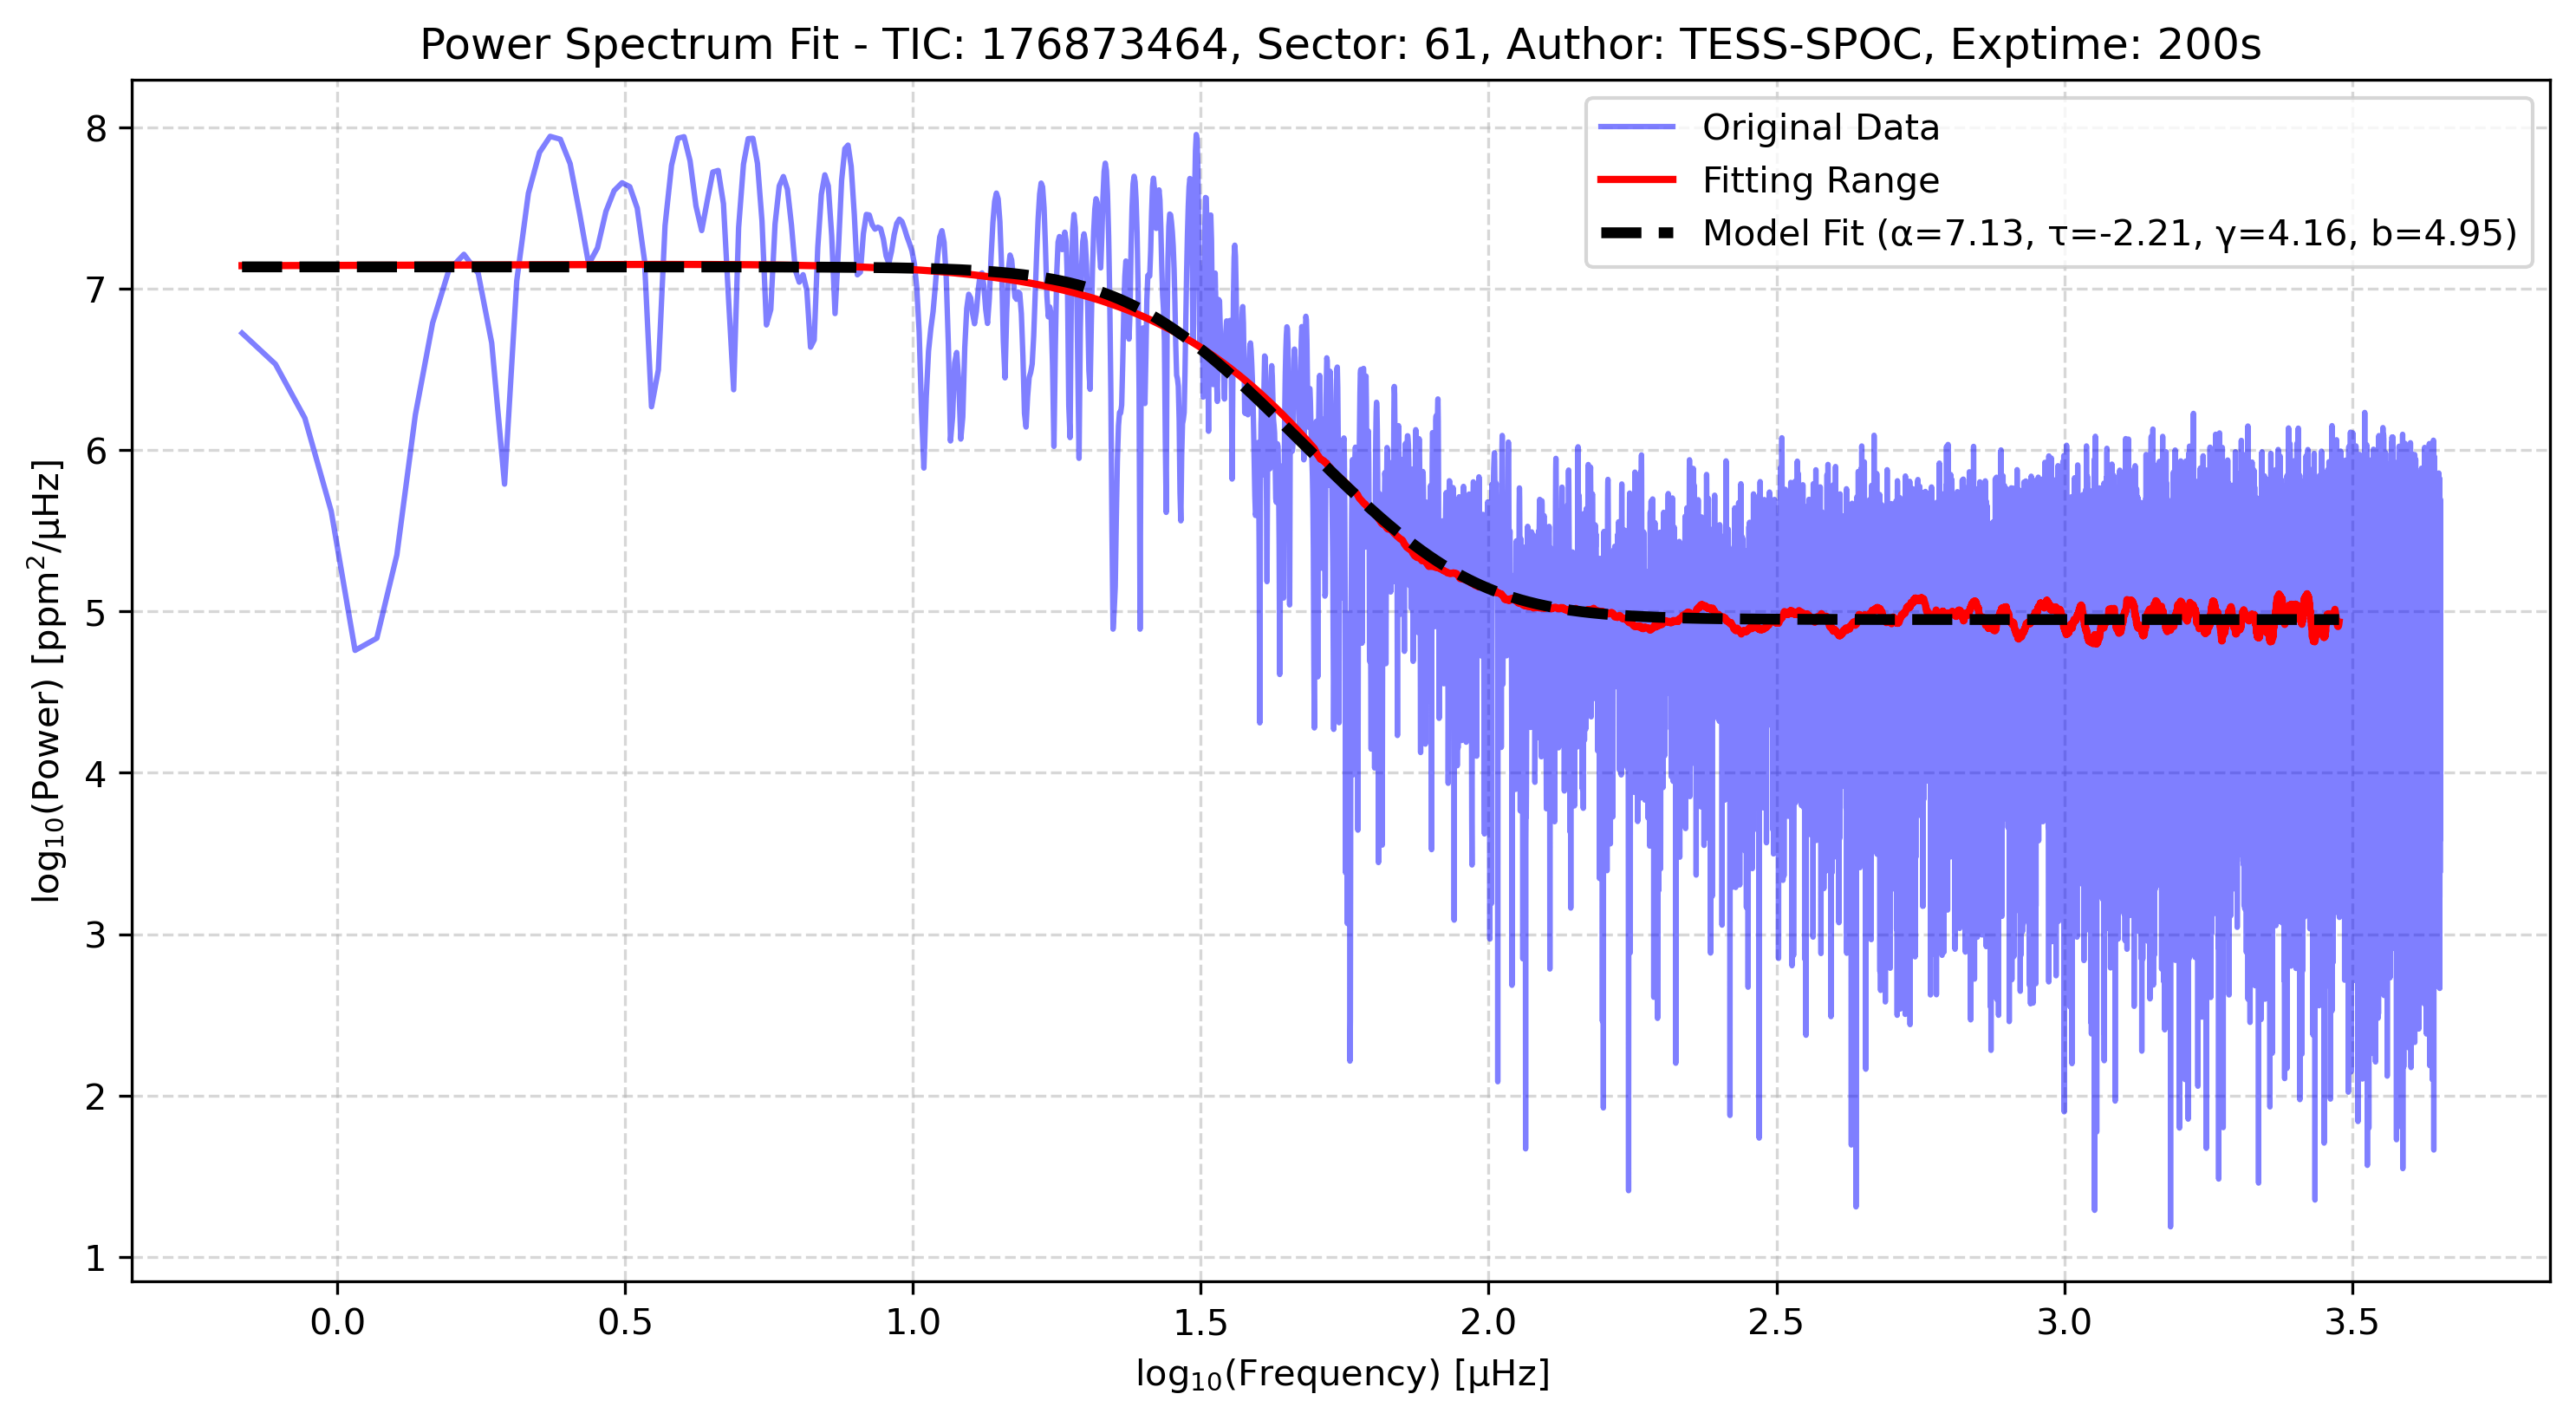 Power Spectrum Fit - TIC: 176873464, Sector: 61, Author: TESS-SPOC, Exptime: 200s
Original Data
Fitting Range
Model Fit (α=7.13, τ=-2.21, γ=4.16, b=4.95)
log₁₀(Power) [ppm²/µHz]
8
7
6
5
4
3
2
1
0.0 0.5 1.0 1.5 2.0 2.5 3.0 3.5
log₁₀(Frequency) [µHz]